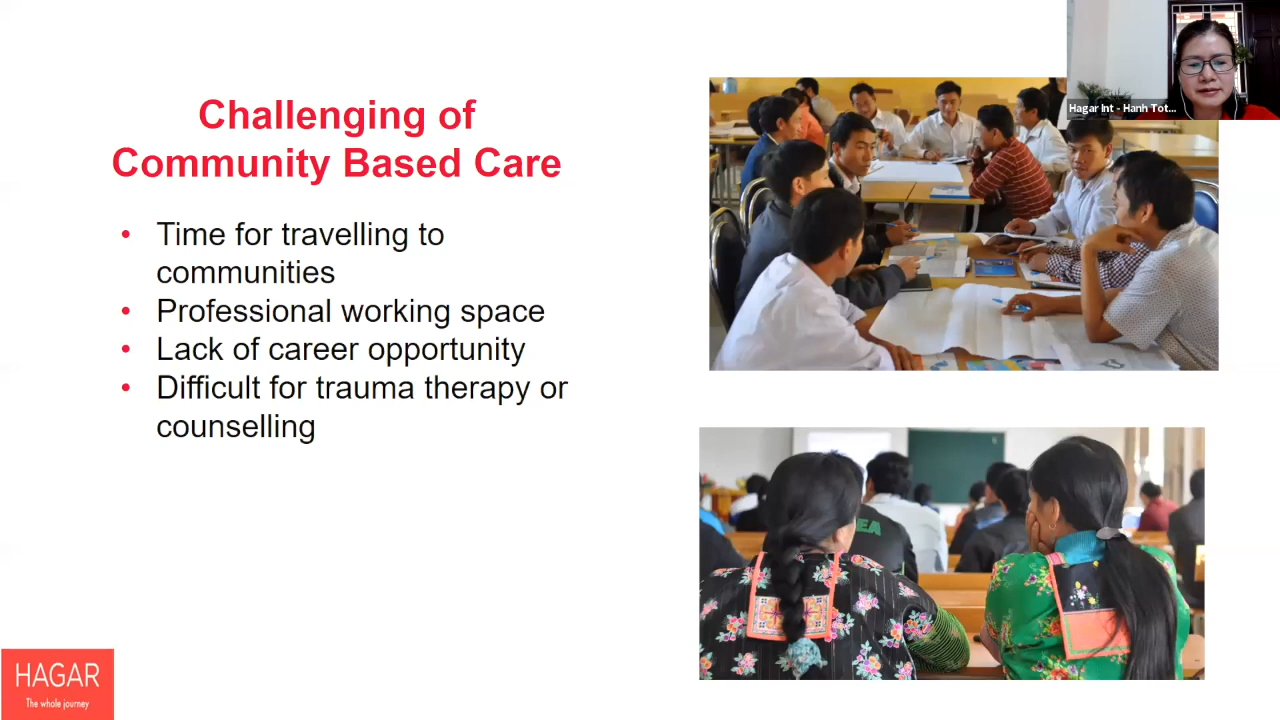 Hagar Int - Hanh Tot...
Challenging of
Community Based Care
• Time for travelling to
communities
• Professional working space
• Lack of career opportunity
• Difficult for trauma therapy or
counselling
EA
HAGAR
The whole journey